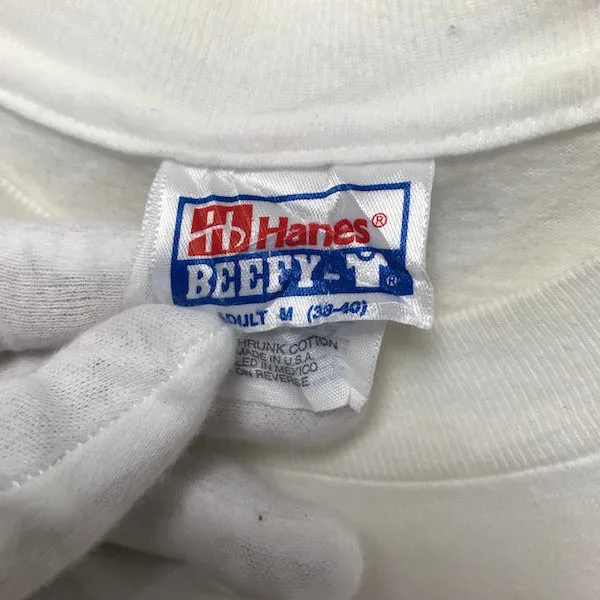 Hanes®
BEEFY-T®
ADULT M (38-40)
SHRUNK COTTON
MADE IN U.S.A.
LED IN MEXICO
ON REVERSE